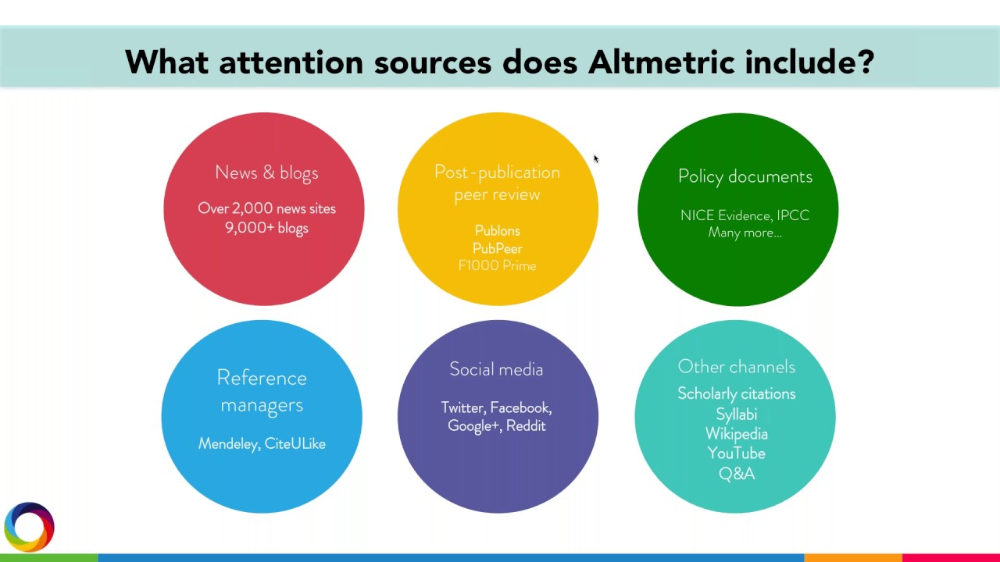 What attention sources does Altmetric include?
News & blogs
Over 2,000 news sites
9,000+ blogs
Post-publication
peer review
Publons
PubPeer
F1000 Prime
Policy documents
NICE Evidence, IPCC
Many more...
Reference
managers
Mendeley, CiteULike
Social media
Twitter, Facebook,
Google+, Reddit
Other channels
Scholarly citations
Syllabi
Wikipedia
YouTube
Q&A